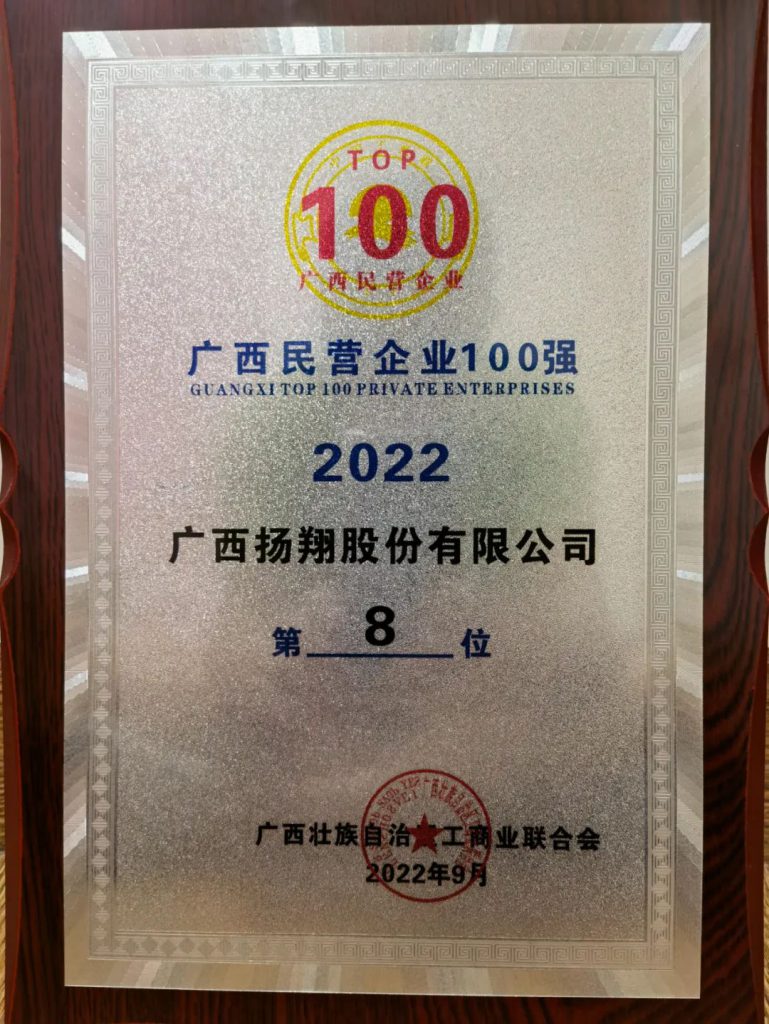 TOP
100
广西民营企业
广西民营企业100强
GUANGXI TOP 100 PRIVATE ENTERPRISES
2022
广西扬翔股份有限公司
第 8 位
广西壮族自治 工商业联合会
2022年9月